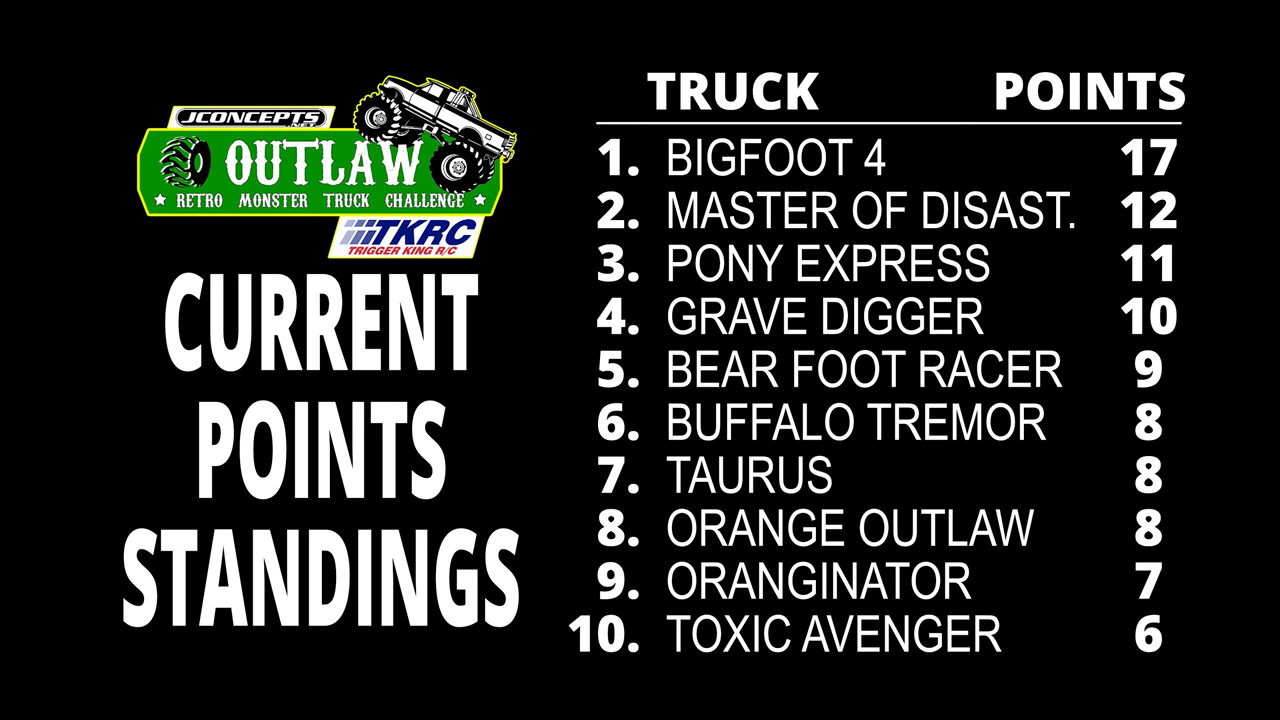 JCONCEPTS
.NET
OUTLAW
RETRO MONSTER TRUCK CHALLENGE
TKRC
TRIGGER KING R/C
CURRENT
POINTS
STANDINGS
TRUCK POINTS
1. BIGFOOT 4 17
2. MASTER OF DISAST. 12
3. PONY EXPRESS 11
4. GRAVE DIGGER 10
5. BEAR FOOT RACER 9
6. BUFFALO TREMOR 8
7. TAURUS 8
8. ORANGE OUTLAW 8
9. ORANGINATOR 7
10. TOXIC AVENGER 6